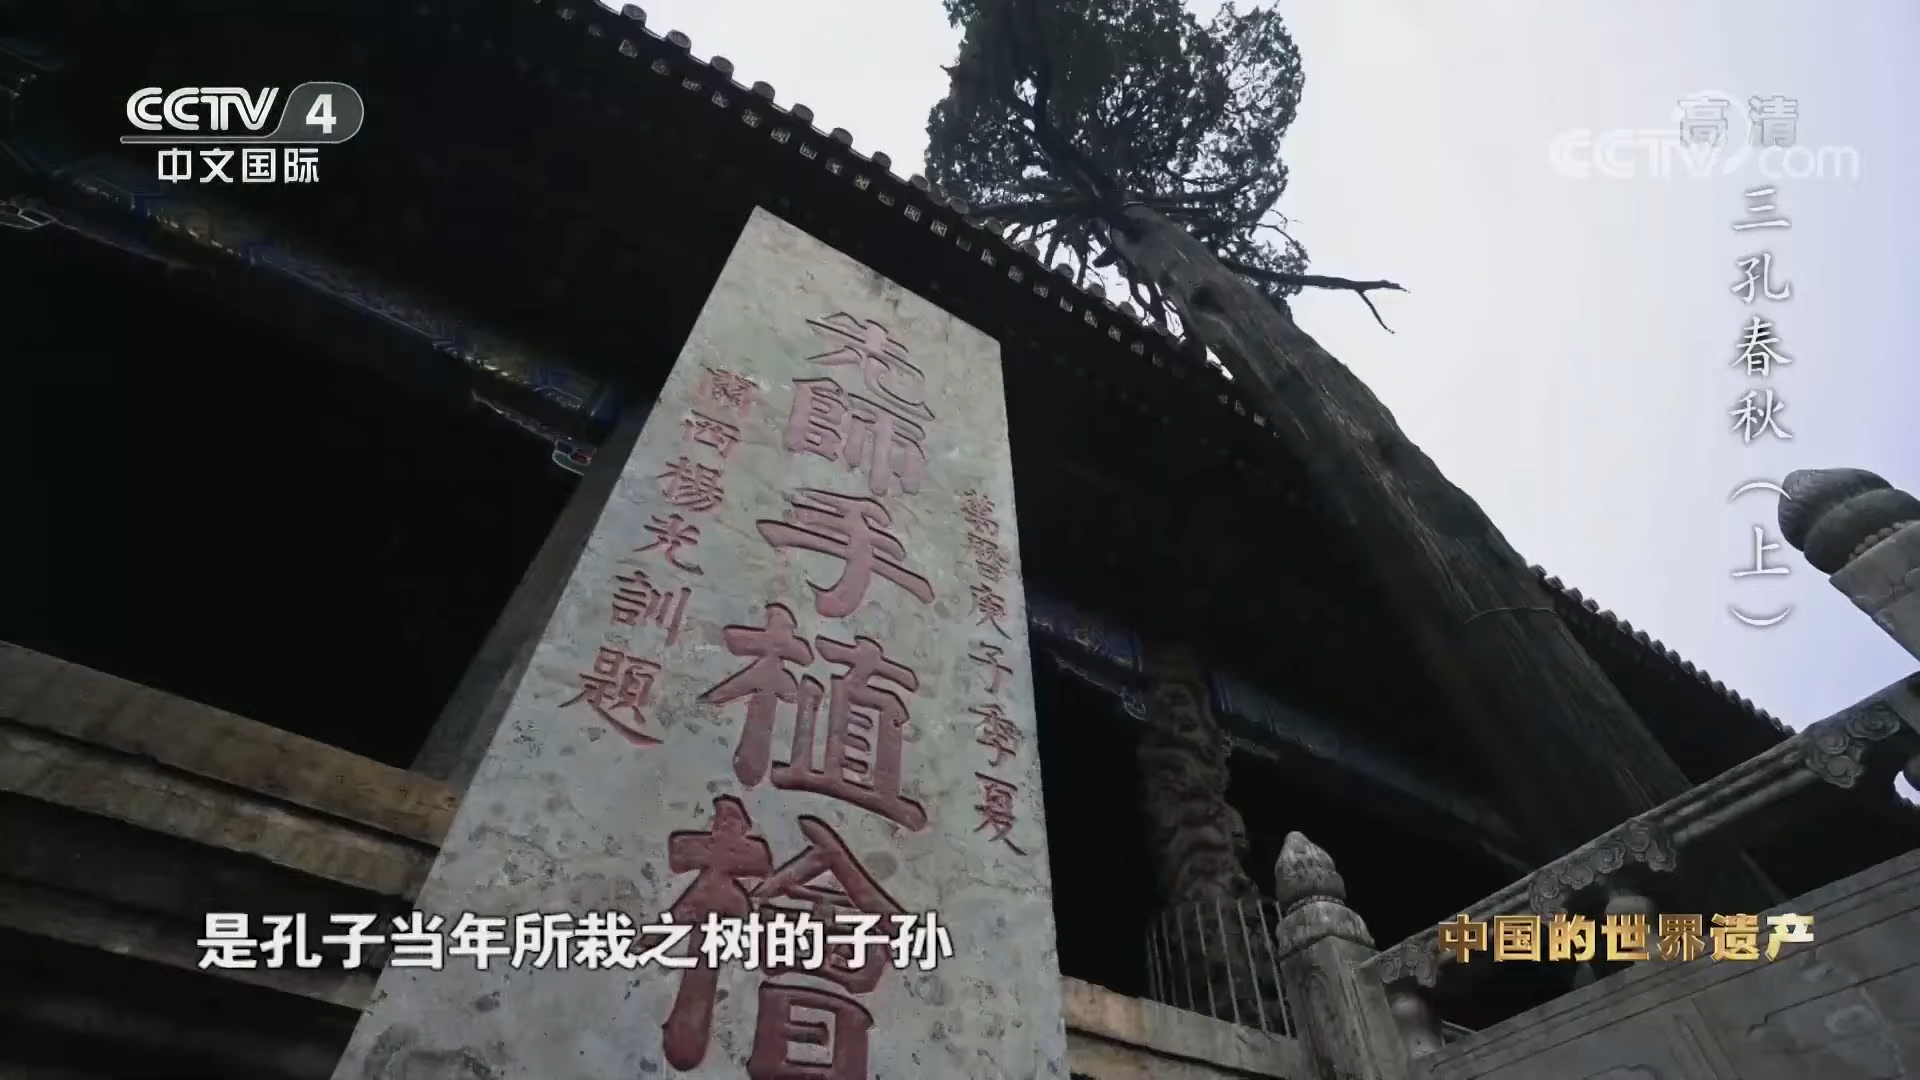 CCTV 4
中文国际
高清
CCTV.com
三孔春秋（上）
萬曆庚子季夏
先師手植檜
關西楊光訓題
是孔子当年所栽之树的子孙
中国的世界遗产